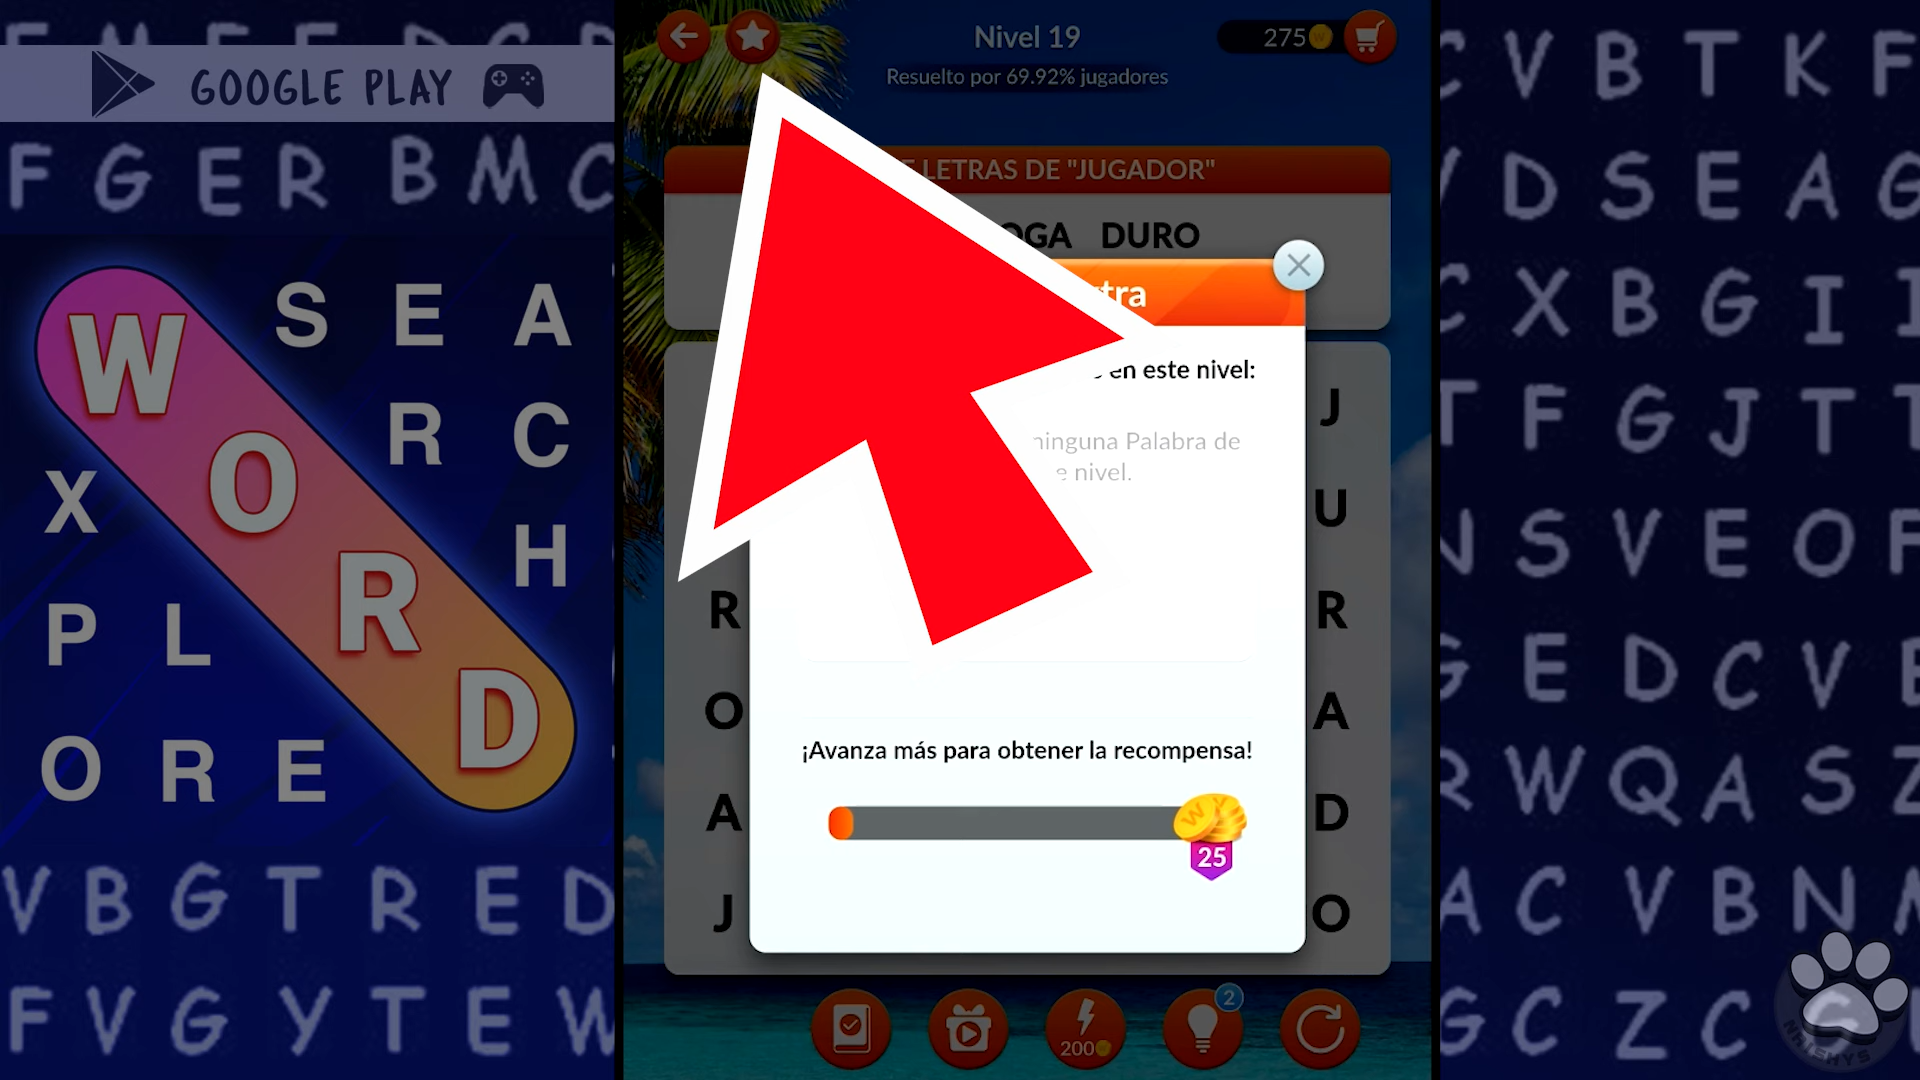 GOOGLE PLAY
F G E R B M C
S E A
W
R C
O
X
H
R
P L
D
O R E
V B G T R E D
F V G Y T E W
Nivel 19
275
Resuelto por 69.92% jugadores
LETRAS DE "JUGADOR"
DURO
en este nivel:
ninguna Palabra de
nivel.
¡Avanza más para obtener la recompensa!
25
R
O
A
J
J
U
R
A
D
O
200
2
V B T K F
D S E A G
X B G I
F G J T T
S V E O F
E D C V E
R W Q A S Z
A C V B N
G C Z C
NRISHYS